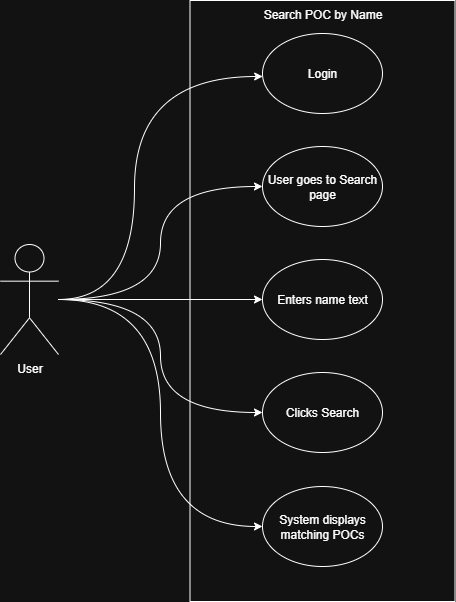 Search POC by Name
Login
User goes to Search
page
Enters name text
User
Clicks Search
System displays
matching POCs